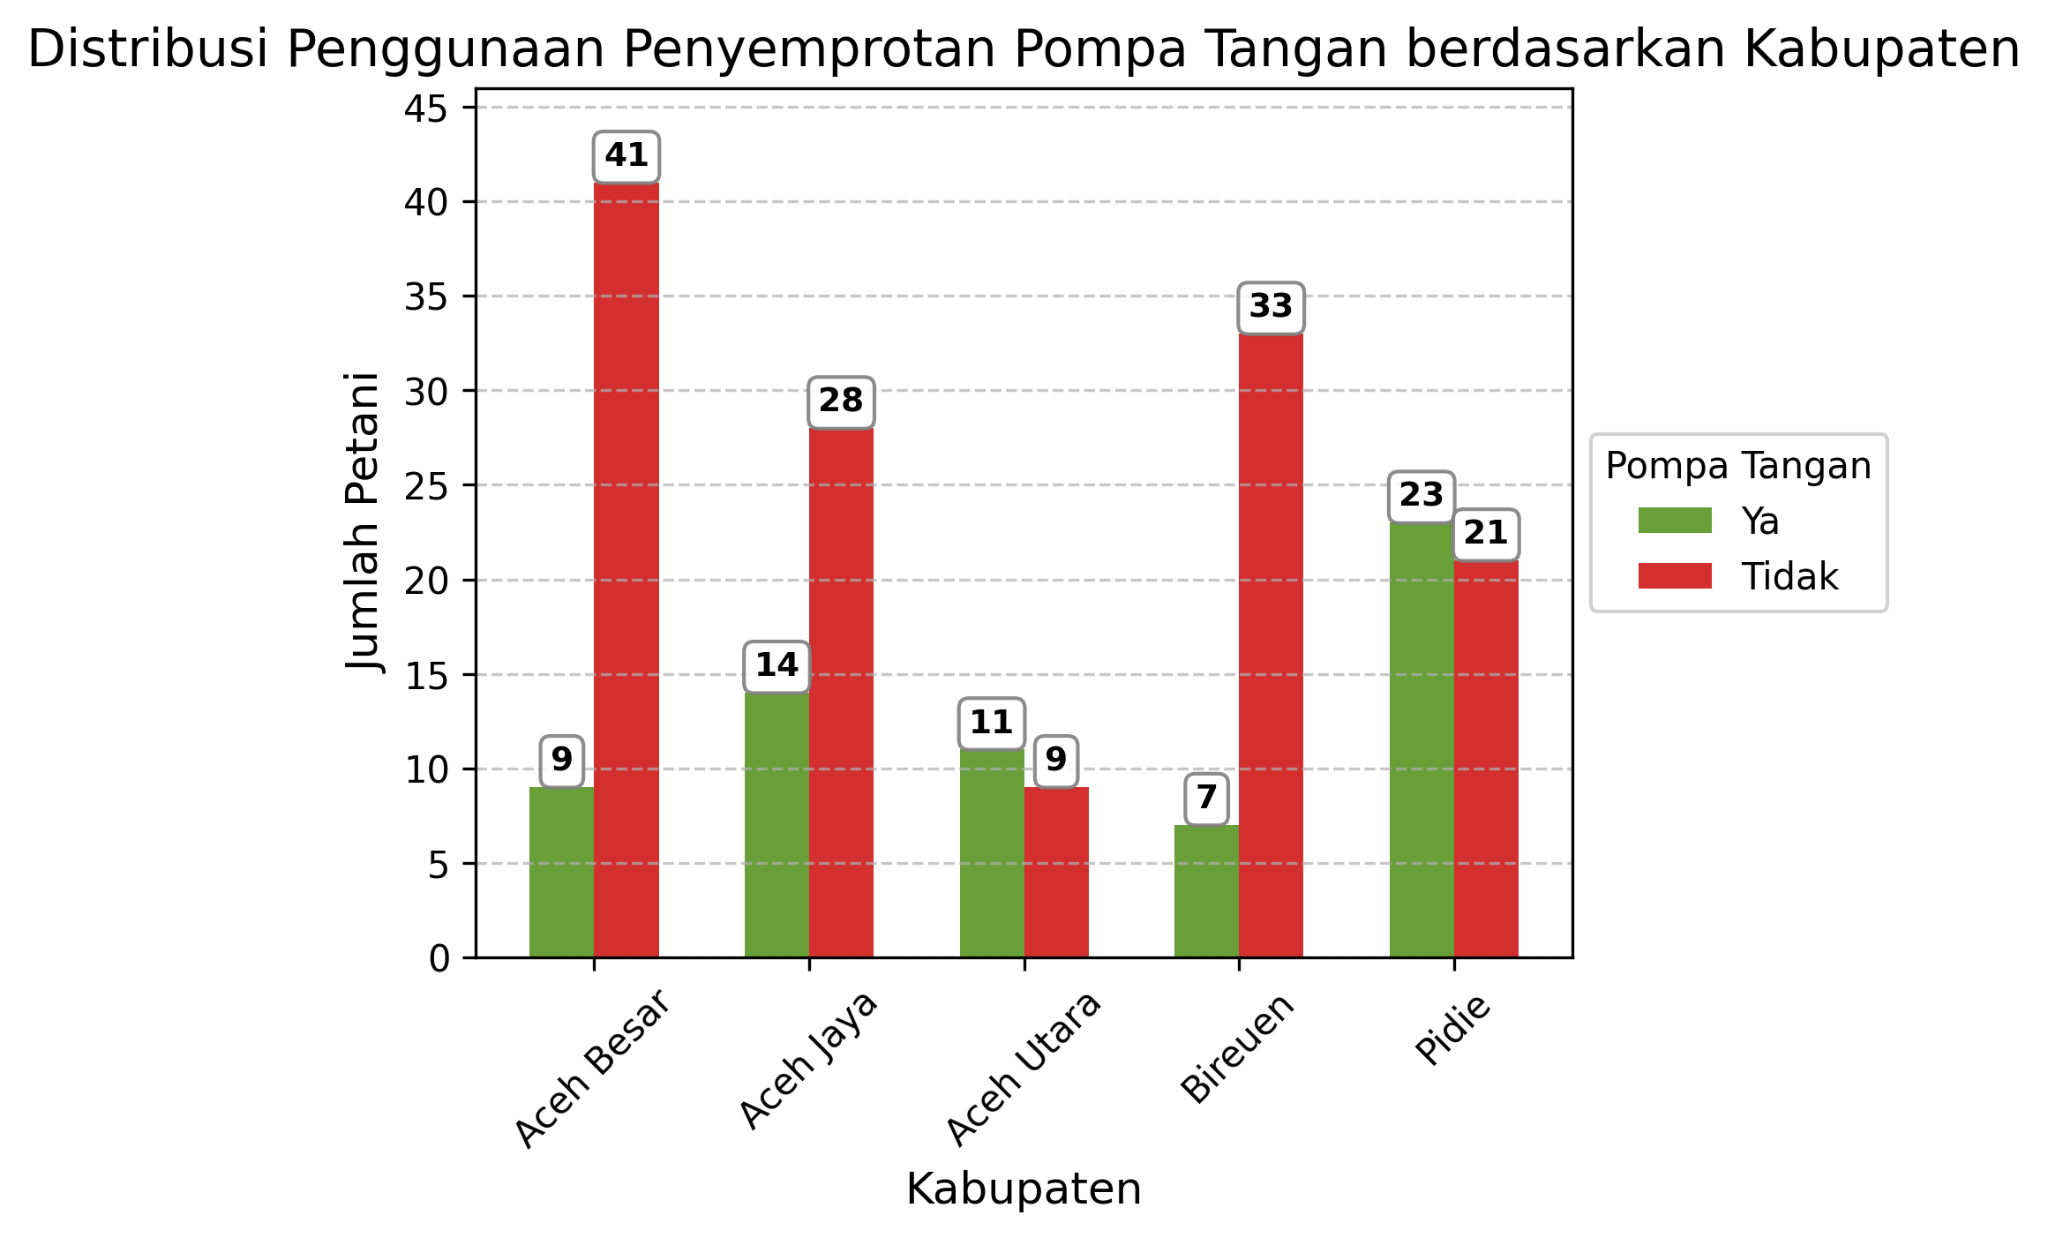 Distribusi Penggunaan Penyemprotan Pompa Tangan berdasarkan Kabupaten
Jumlah Petani
45
40
35
30
25
20
15
10
5
0
9
41
14
28
11
9
7
33
23
21
Aceh Besar
Aceh Jaya
Aceh Utara
Bireuen
Pidie
Kabupaten
Pompa Tangan
Ya
Tidak